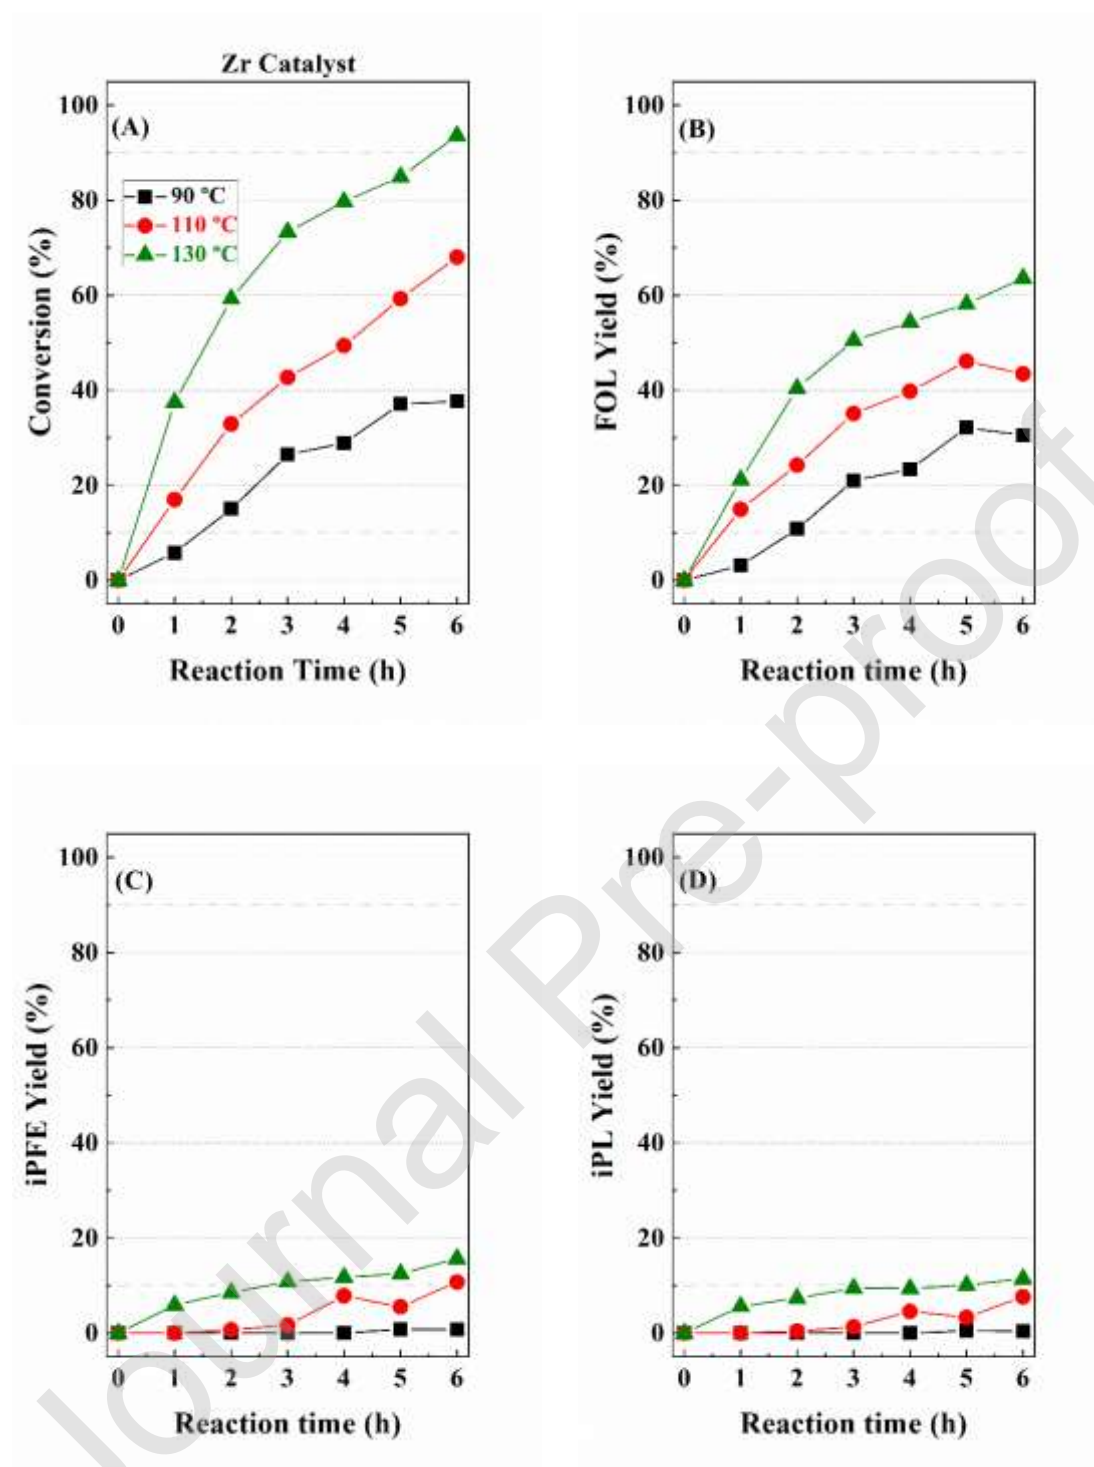 Zr Catalyst
(A)
100
80
60
40
20
0
90 °C
110 °C
130 °C
Conversion (%)
0 1 2 3 4 5 6
Reaction Time (h)
(B)
100
80
60
40
20
0
FOL Yield (%)
0 1 2 3 4 5 6
Reaction time (h)
(C)
100
80
60
40
20
0
iPFE Yield (%)
0 1 2 3 4 5 6
Reaction time (h)
(D)
100
80
60
40
20
0
iPL Yield (%)
0 1 2 3 4 5 6
Reaction time (h)
Journal Pre-proof